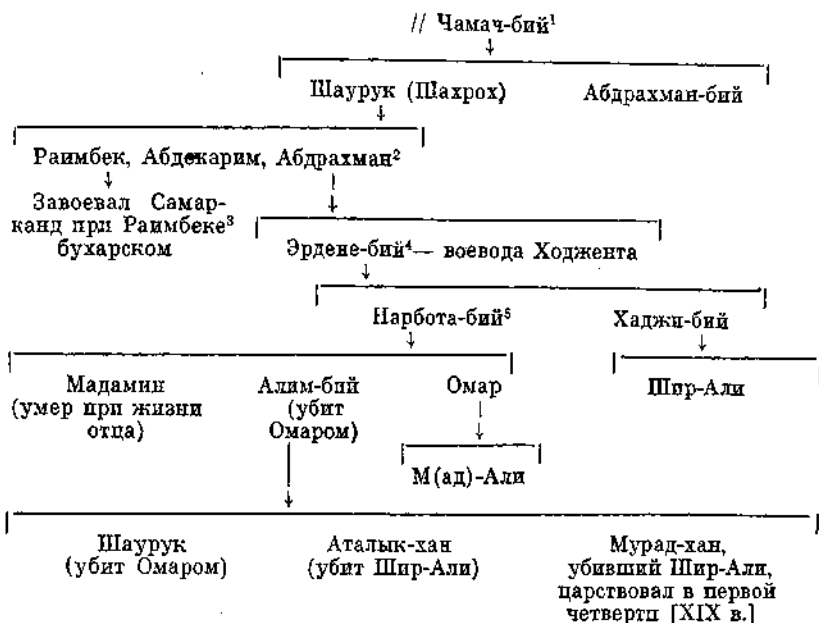 // Чамач-бий¹
Шаурук (Шахрох) Абдрахман-бий
Раимбек, Абдекарим, Абдрахман²
Завоевал Самар-
канд при Раимбеке³
бухарском
Эрдене-бий⁴ — воевода Ходжента
Нарбота-бий⁵ Хаджи-бий
Мадамин
(умер при жизни
отца)
Алим-бий
(убит
Омаром)
Омар
Шир-Али
М(ад)-Али
Шаурук
(убит Омаром)
Аталык-хан
(убит Шир-Али)
Мурад-хан,
убивший Шир-Али,
царствовал в первой
четверти [XIX в.]